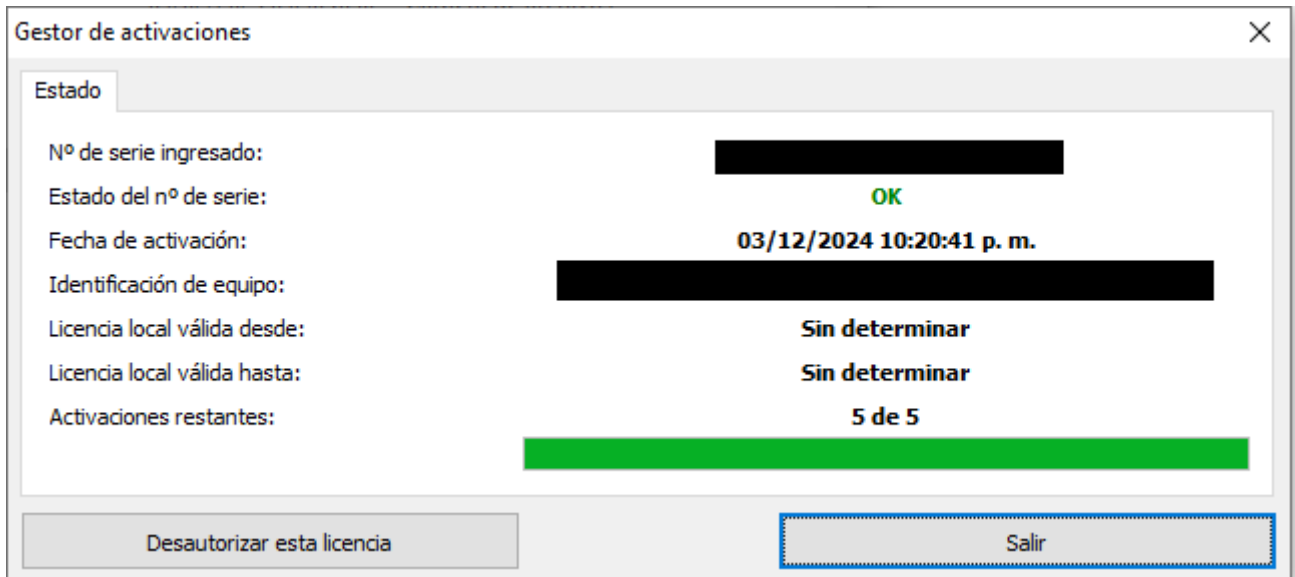 Gestor de activaciones
Estado
Nº de serie ingresado:
Estado del nº de serie: OK
Fecha de activación: 03/12/2024 10:20:41 p. m.
Identificación de equipo:
Licencia local válida desde: Sin determinar
Licencia local válida hasta: Sin determinar
Activaciones restantes: 5 de 5
Desautorizar esta licencia Salir